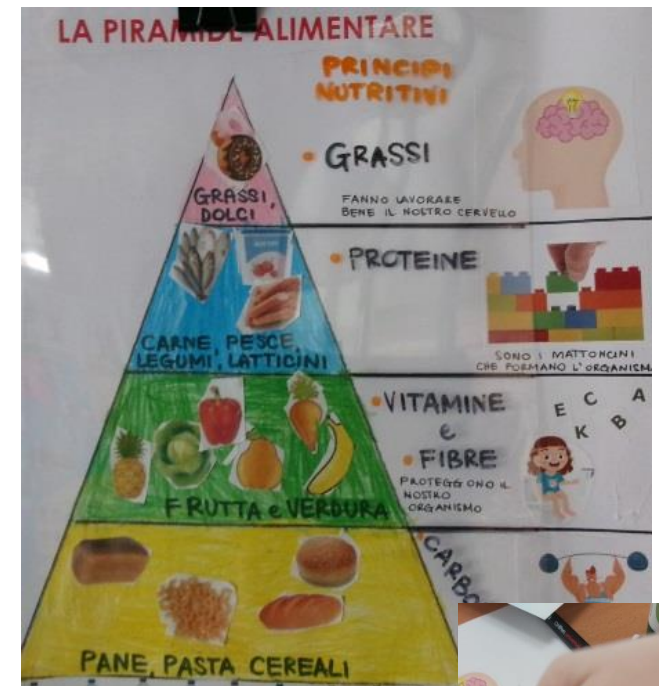 LA PIRAMIDE ALIMENTARE
PRINCIPI
NUTRITIVI
GRASSI,
DOLCI
• GRASSI
FANNO LAVORARE
BENE IL NOSTRO CERVELLO
CARNE, PESCE,
LEGUMI, LATTICINI
• PROTEINE
SONO I MATTONCINI
CHE FORMANO L'ORGANISM
FRUTTA e VERDURA
• VITAMINE
e
• FIBRE
PROTEGGONO IL
NOSTRO
ORGANISMO
E C A
K B
PANE, PASTA CEREALI
• CARBO